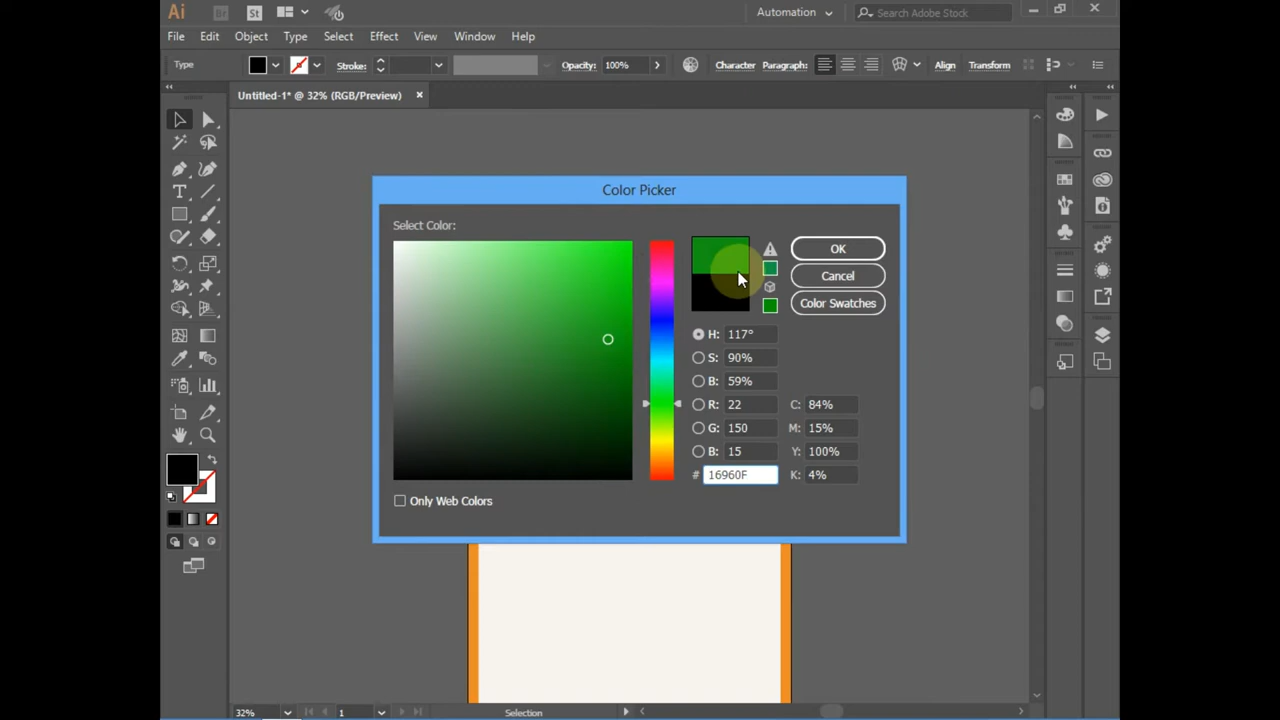 Ai Br St Automation Search Adobe Stock
File Edit Object Type Select Effect View Window Help
Type Stroke: Opacity: 100% Character Paragraph: Align Transform
Untitled-1* @ 32% (RGB/Preview)
Color Picker
Select Color:
OK
Cancel
Color Swatches
H: 117°
S: 90%
B: 59%
R: 22 C: 84%
G: 150 M: 15%
B: 15 Y: 100%
# 16960F K: 4%
Only Web Colors
32% 1 Selection